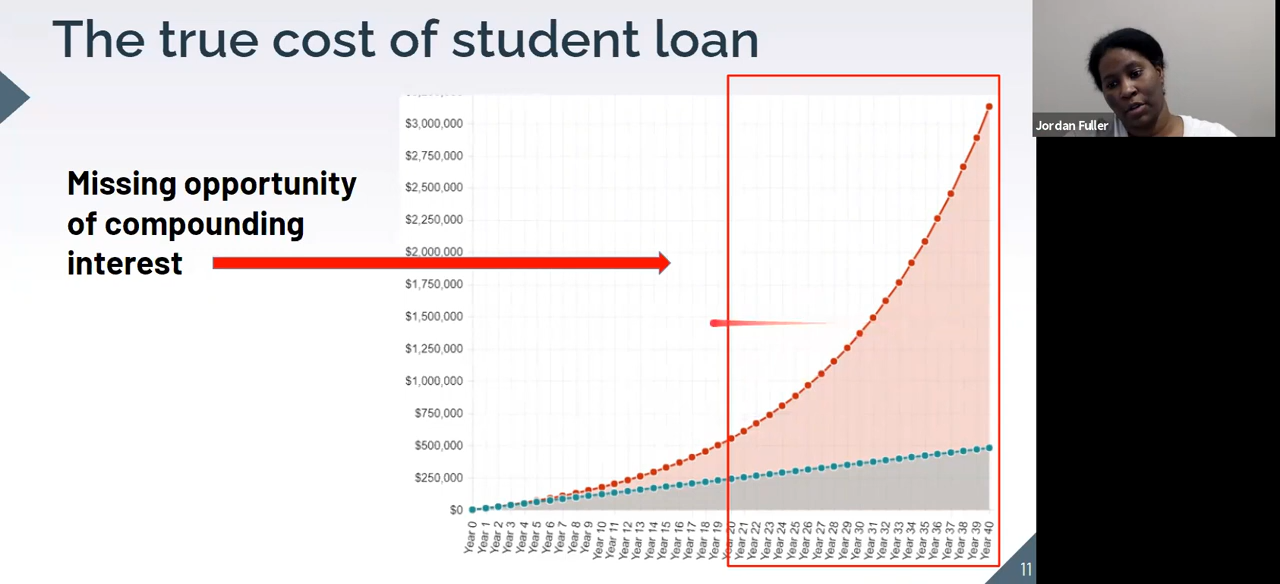 The true cost of student loan
Jordan Fuller
Missing opportunity
of compounding
interest
$3,000,000
$2,750,000
$2,500,000
$2,250,000
$2,000,000
$1,750,000
$1,500,000
$1,250,000
$1,000,000
$750,000
$500,000
$250,000
$0
Year 0
Year 1
Year 2
Year 3
Year 4
Year 5
Year 6
Year 7
Year 8
Year 9
Year 10
Year 11
Year 12
Year 13
Year 14
Year 15
Year 16
Year 17
Year 18
Year 19
Year 20
Year 21
Year 22
Year 23
Year 24
Year 25
Year 26
Year 27
Year 28
Year 29
Year 30
Year 31
Year 32
Year 33
Year 34
Year 35
Year 36
Year 37
Year 38
Year 39
Year 40
11